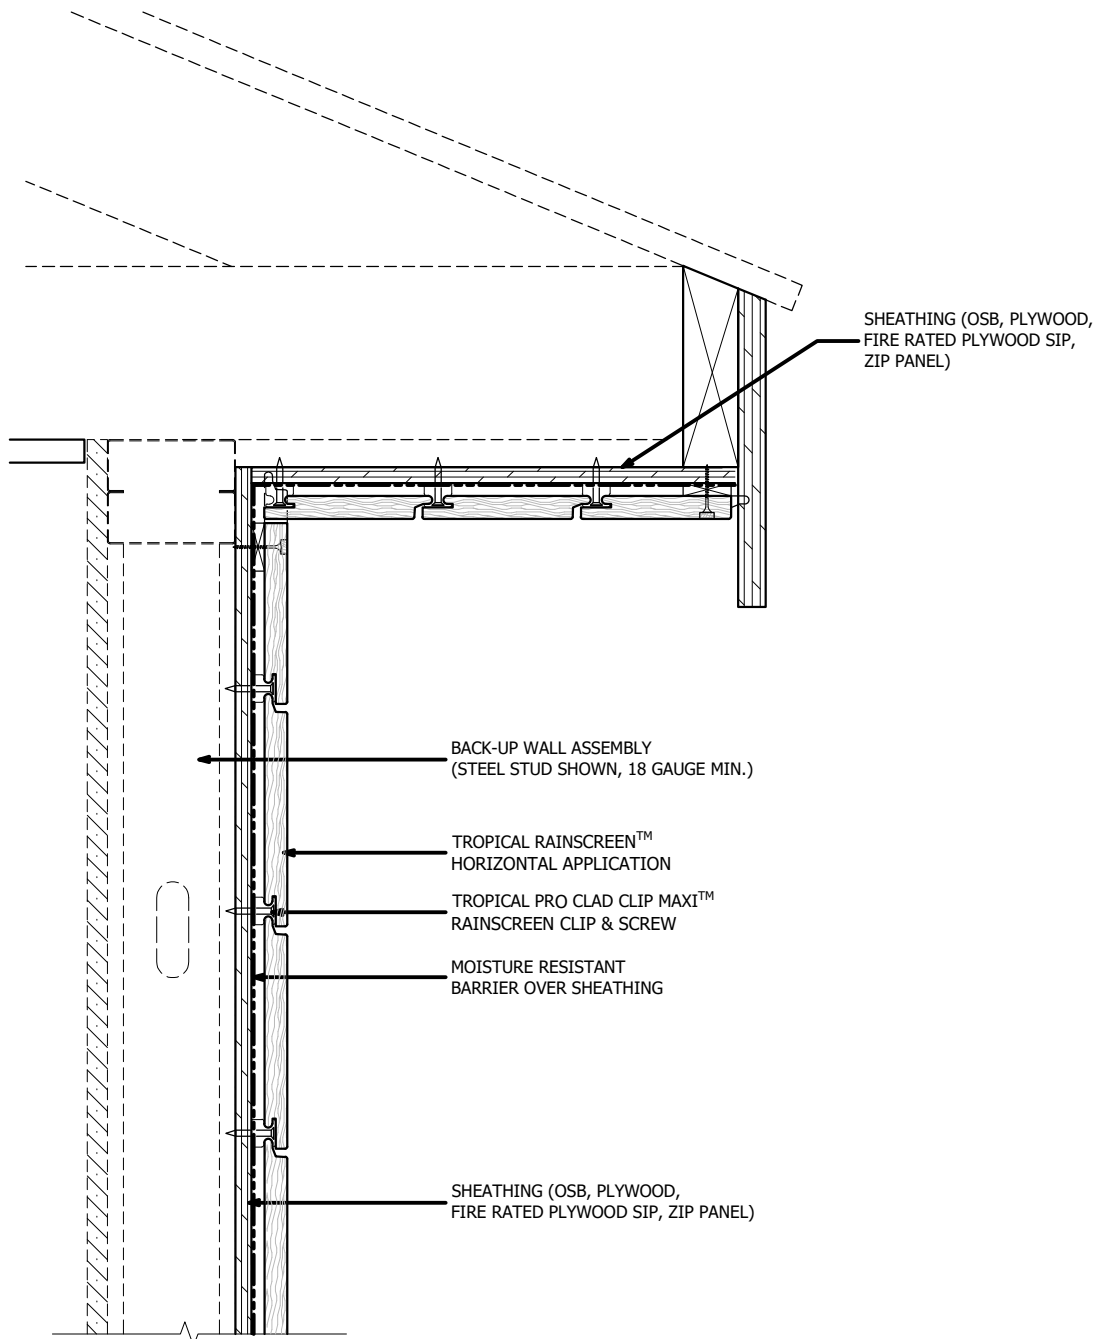 SHEATHING (OSB, PLYWOOD,
FIRE RATED PLYWOOD SIP,
ZIP PANEL)
BACK-UP WALL ASSEMBLY
(STEEL STUD SHOWN, 18 GAUGE MIN.)
TROPICAL RAINSCREEN™
HORIZONTAL APPLICATION
TROPICAL PRO CLAD CLIP MAXI™
RAINSCREEN CLIP & SCREW
MOISTURE RESISTANT
BARRIER OVER SHEATHING
SHEATHING (OSB, PLYWOOD,
FIRE RATED PLYWOOD SIP, ZIP PANEL)